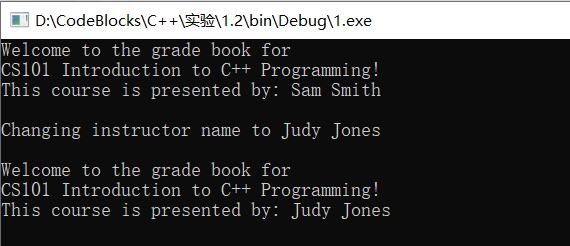 D:\CodeBlocks\C++\实验\1.2\bin\Debug\1.exe
Welcome to the grade book for
CS101 Introduction to C++ Programming!
This course is presented by: Sam Smith
Changing instructor name to Judy Jones
Welcome to the grade book for
CS101 Introduction to C++ Programming!
This course is presented by: Judy Jones